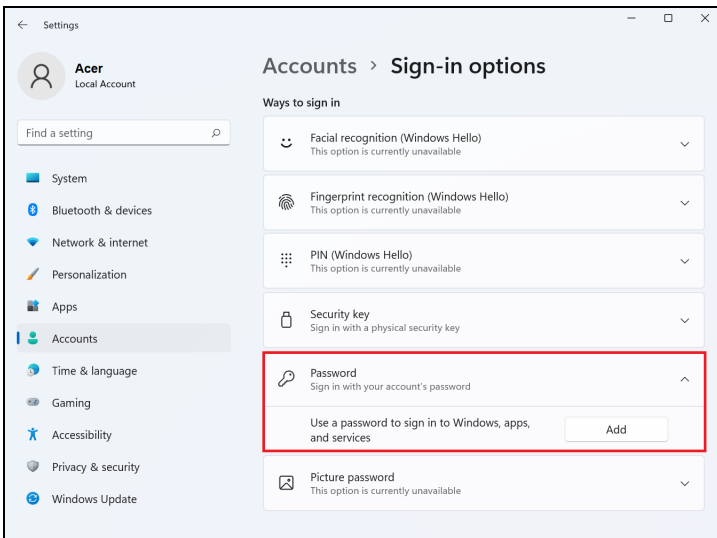 Settings
Acer
Local Account
Find a setting
System
Bluetooth & devices
Network & internet
Personalization
Apps
Accounts
Time & language
Gaming
Accessibility
Privacy & security
Windows Update
Accounts > Sign-in options
Ways to sign in
Facial recognition (Windows Hello)
This option is currently unavailable
Fingerprint recognition (Windows Hello)
This option is currently unavailable
PIN (Windows Hello)
This option is currently unavailable
Security key
Sign in with a physical security key
Password
Sign in with your account's password
Use a password to sign in to Windows, apps,
and services
Add
Picture password
This option is currently unavailable